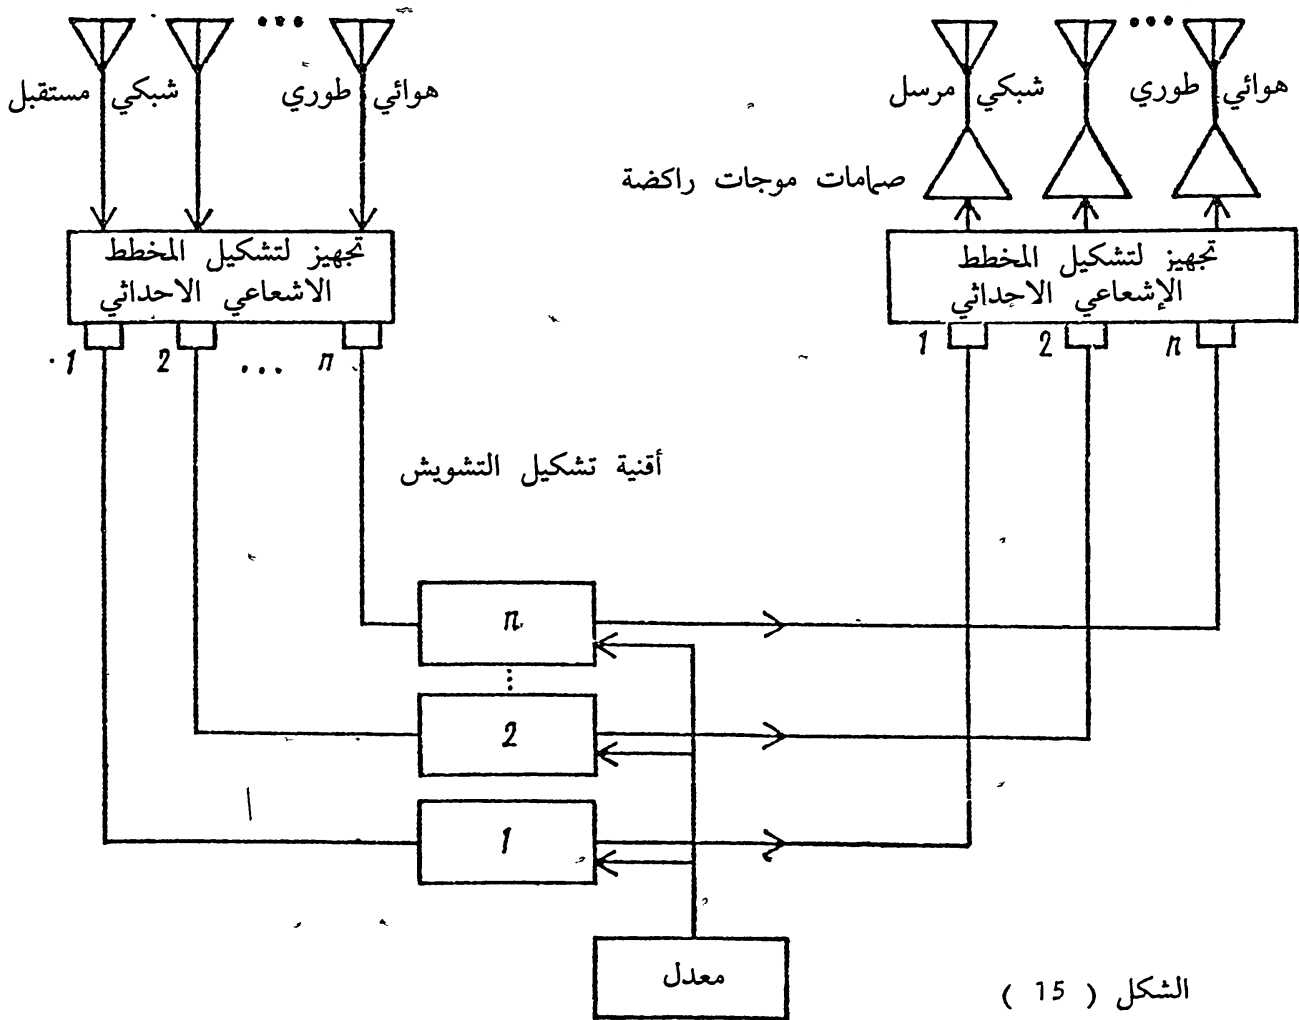 هوائي طوري شبكي مستقبل
هوائي طوري شبكي مرسل
صمامات موجات راكضة
تجهيز لتشكيل المخطط
الاشعاعي الاحداثي
تجهيز لتشكيل المخطط
الإشعاعي الاحداثي
1 2 ... n
1 2 n
أقنية تشكيل التشويش
n
2
1
معدل
الشكل ( 15 )